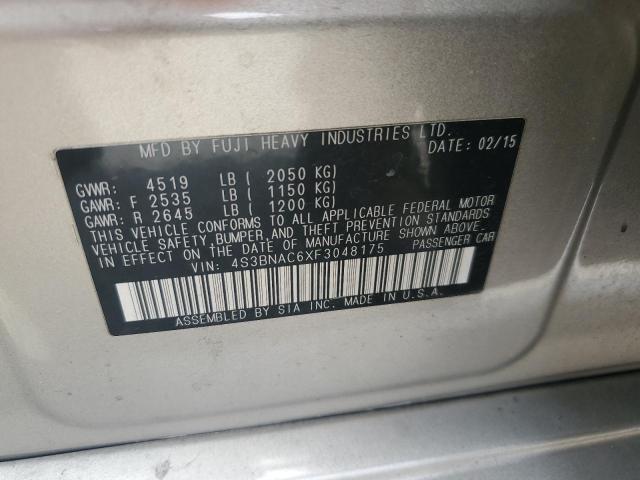 MFD BY FUJI HEAVY INDUSTRIES LTD.
DATE: 02/15
GVWR: 4519 LB ( 2050 KG)
GAWR: F 2535 LB ( 1150 KG)
GAWR: R 2645 LB ( 1200 KG)
THIS VEHICLE CONFORMS TO ALL APPLICABLE FEDERAL MOTOR
VEHICLE SAFETY, BUMPER, AND THEFT PREVENTION STANDARDS
IN EFFECT ON THE DATE OF MANUFACTURE SHOWN ABOVE.
VIN: 4S3BNAC6XF3048175 PASSENGER CAR
ASSEMBLED BY SIA INC. MADE IN U.S.A.